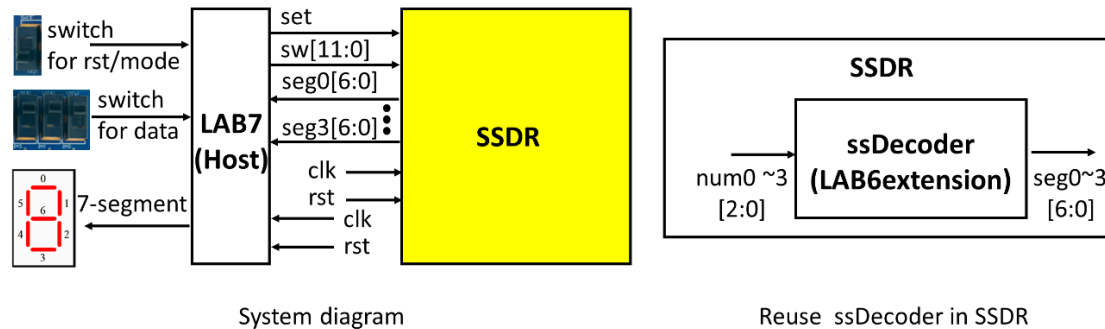 switch
for rst/mode
switch
for data
0
5
6
1
4
2
3
7-segment
LAB7
(Host)
set
sw[11:0]
seg0[6:0]
seg3[6:0]
clk
rst
clk
rst
SSDR
System diagram
SSDR
ssDecoder
(LAB6extension)
num0 ~3
[2:0]
seg0~3
[6:0]
Reuse ssDecoder in SSDR